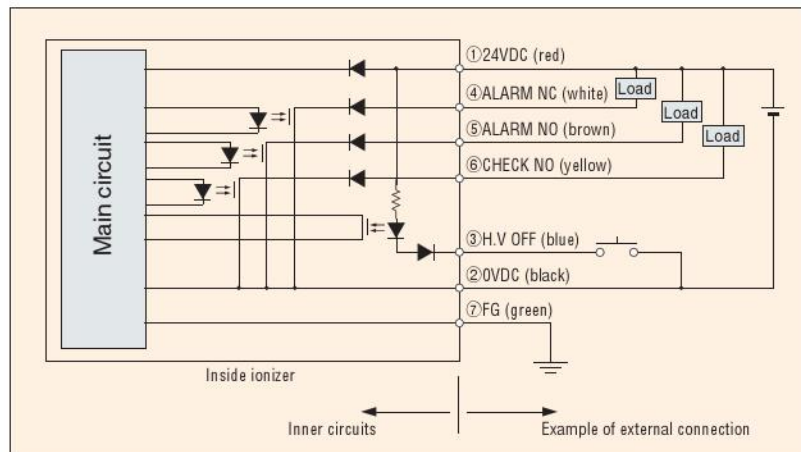 Main circuit
①24VDC (red)
④ALARM NC (white)
⑤ALARM NO (brown)
⑥CHECK NO (yellow)
③H.V OFF (blue)
②0VDC (black)
⑦FG (green)
Load
Load
Load
Inside ionizer
Inner circuits
Example of external connection